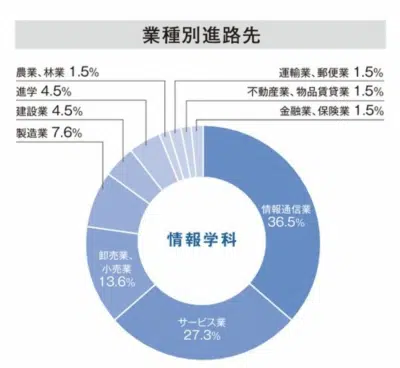 業種別進路先
農業、林業 1.5%
進学 4.5%
建設業 4.5%
製造業 7.6%
運輸業、郵便業 1.5%
不動産業、物品賃貸業 1.5%
金融業、保険業 1.5%
情報通信業
36.5%
情報学科
卸売業、
小売業
13.6%
サービス業
27.3%